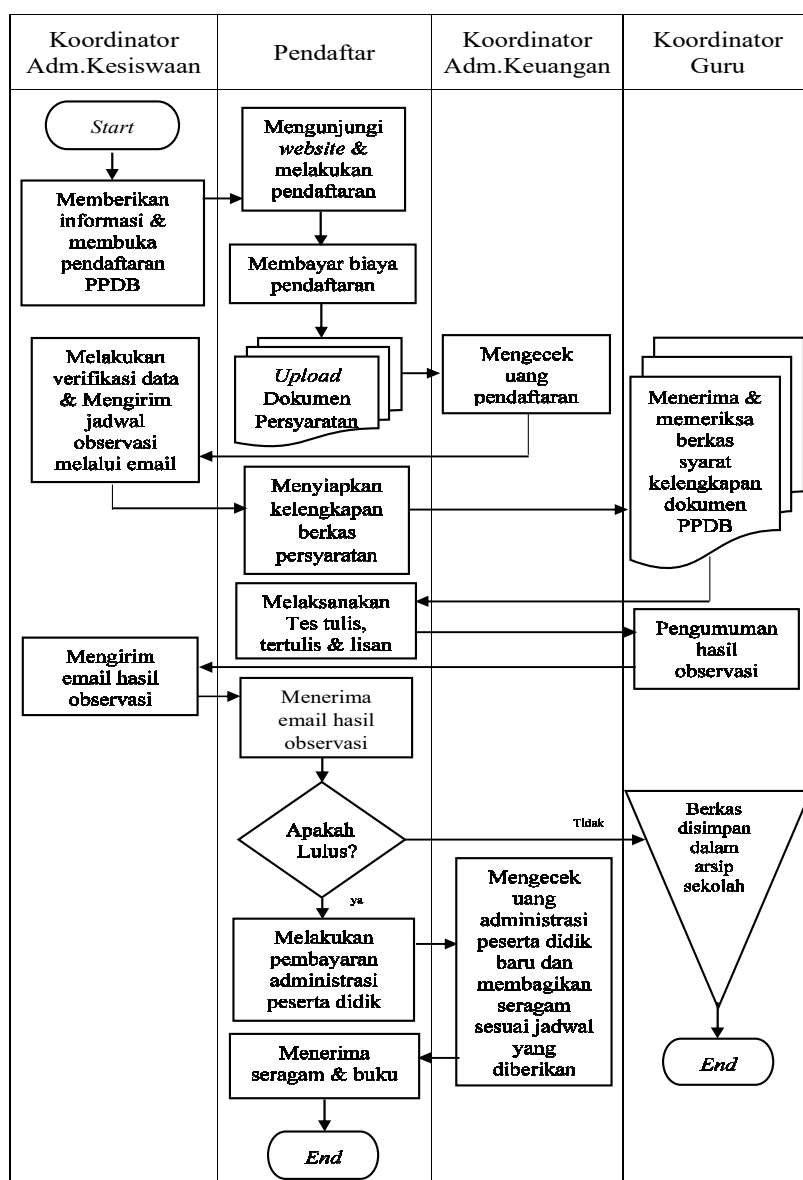 Koordinator
Adm.Kesiswaan
Pendaftar
Koordinator
Adm.Keuangan
Koordinator
Guru
Start
Memberikan
informasi &
membuka
pendaftaran
PPDB
Mengunjungi
website &
melakukan
pendaftaran
Membayar biaya
pendaftaran
Upload
Dokumen
Persyaratan
Mengecek
uang
pendaftaran
Melakukan
verifikasi data
& Mengirim
jadwal
observasi
melalui email
Menyiapkan
kelengkapan
berkas
persyaratan
Menerima &
memeriksa
berkas
syarat
kelengkapan
dokumen
PPDB
Melaksanakan
Tes tulis,
tertulis & lisan
Pengumuman
hasil
observasi
Mengirim
email hasil
observasi
Menerima
email hasil
observasi
Apakah
Lulus?
Tidak
ya
Berkas
disimpan
dalam
arsip
sekolah
End
Melakukan
pembayaran
administrasi
peserta didik
Mengecek
uang
administrasi
peserta didik
baru dan
membagikan
seragam
sesuai jadwal
yang
diberikan
Menerima
seragam & buku
End